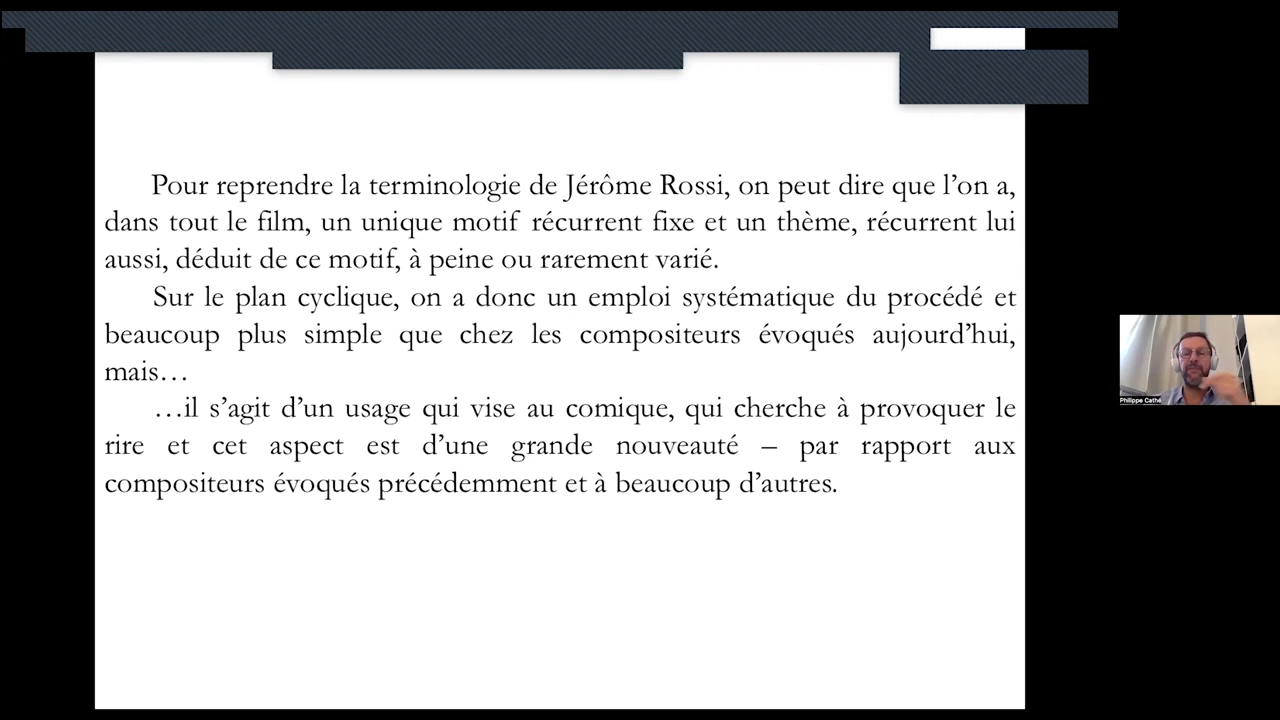 Pour reprendre la terminologie de Jérôme Rossi, on peut dire que l’on a,
dans tout le film, un unique motif récurrent fixe et un thème, récurrent lui
aussi, déduit de ce motif, à peine ou rarement varié.
Sur le plan cyclique, on a donc un emploi systématique du procédé et
beaucoup plus simple que chez les compositeurs évoqués aujourd’hui,
mais…
…il s’agit d’un usage qui vise au comique, qui cherche à provoquer le
rire et cet aspect est d’une grande nouveauté – par rapport aux
compositeurs évoqués précédemment et à beaucoup d’autres.
Philippe Cathé